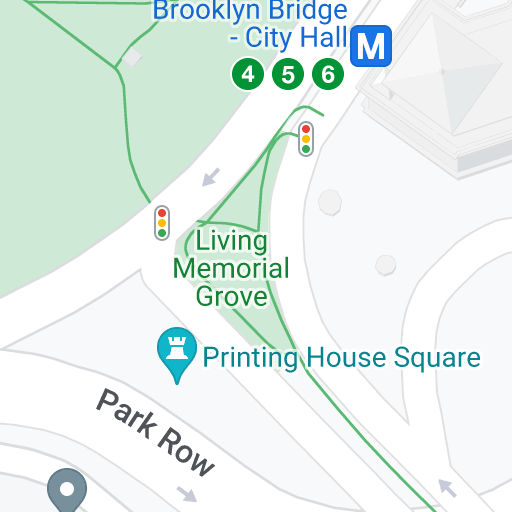 Brooklyn Bridge
- City Hall
M
4 5 6
Living
Memorial
Grove
Printing House Square
Park Row